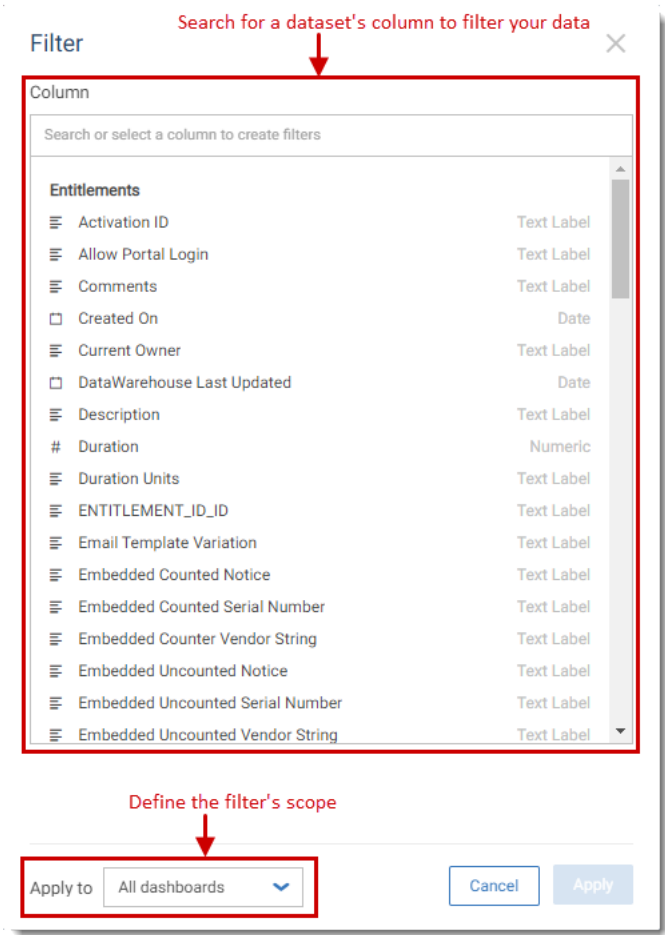 Search for a dataset's column to filter your data
Filter
Column
Search or select a column to create filters
Entitlements
Activation ID Text Label
Allow Portal Login Text Label
Comments Text Label
Created On Date
Current Owner Text Label
DataWarehouse Last Updated Date
Description Text Label
# Duration Numeric
Duration Units Text Label
ENTITLEMENT_ID_ID Text Label
Email Template Variation Text Label
Embedded Counted Notice Text Label
Embedded Counted Serial Number Text Label
Embedded Counter Vendor String Text Label
Embedded Uncounted Notice Text Label
Embedded Uncounted Serial Number Text Label
Embedded Uncounted Vendor String Text Label
Define the filter's scope
Apply to All dashboards Cancel Apply